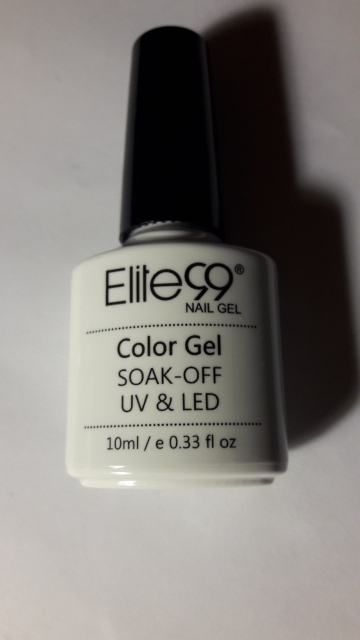 Elite99®
NAIL GEL
Color Gel
SOAK-OFF
UV & LED
10ml / e 0.33 fl oz